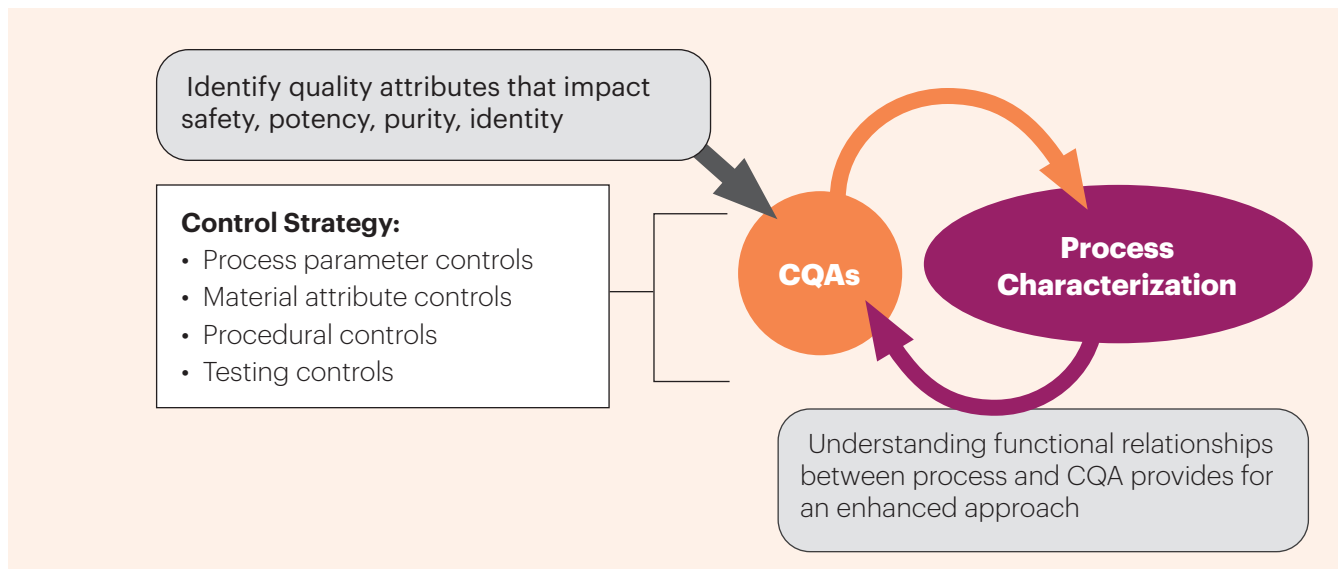 Identify quality attributes that impact
safety, potency, purity, identity
Control Strategy:
• Process parameter controls
• Material attribute controls
• Procedural controls
• Testing controls
CQAs
Process
Characterization
Understanding functional relationships
between process and CQA provides for
an enhanced approach